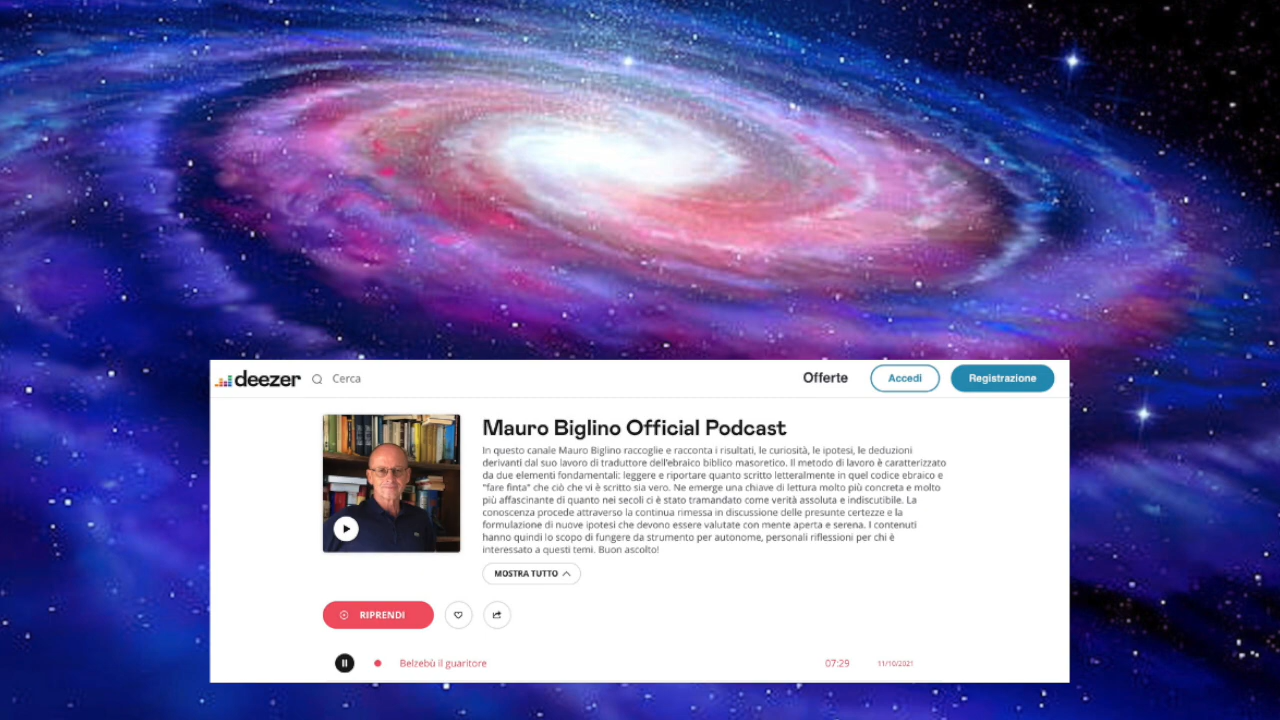 deezer
Cerca
Offerte
Accedi
Registrazione
Mauro Biglino Official Podcast
In questo canale Mauro Biglino raccoglie e racconta i risultati, le curiosità, le ipotesi, le deduzioni
derivanti dal suo lavoro di traduttore dell'ebraico biblico masoretico. Il metodo di lavoro è caratterizzato
da due elementi fondamentali: leggere e riportare quanto scritto letteralmente in quel codice ebraico e
"fare finta" che ciò che vi è scritto sia vero. Ne emerge una chiave di lettura molto più concreta e molto
più affascinante di quanto nei secoli ci è stato tramandato come verità assoluta e indiscutibile. La
conoscenza procede attraverso la continua rimessa in discussione delle presunte certezze e la
formulazione di nuove ipotesi che devono essere valutate con mente aperta e serena. I contenuti
hanno quindi lo scopo di fungere da strumento per autonome, personali riflessioni per chi è
interessato a questi temi. Buon ascolto!
MOSTRA TUTTO
RIPRENDI
Belzebù il guaritore
07:29
11/10/2021